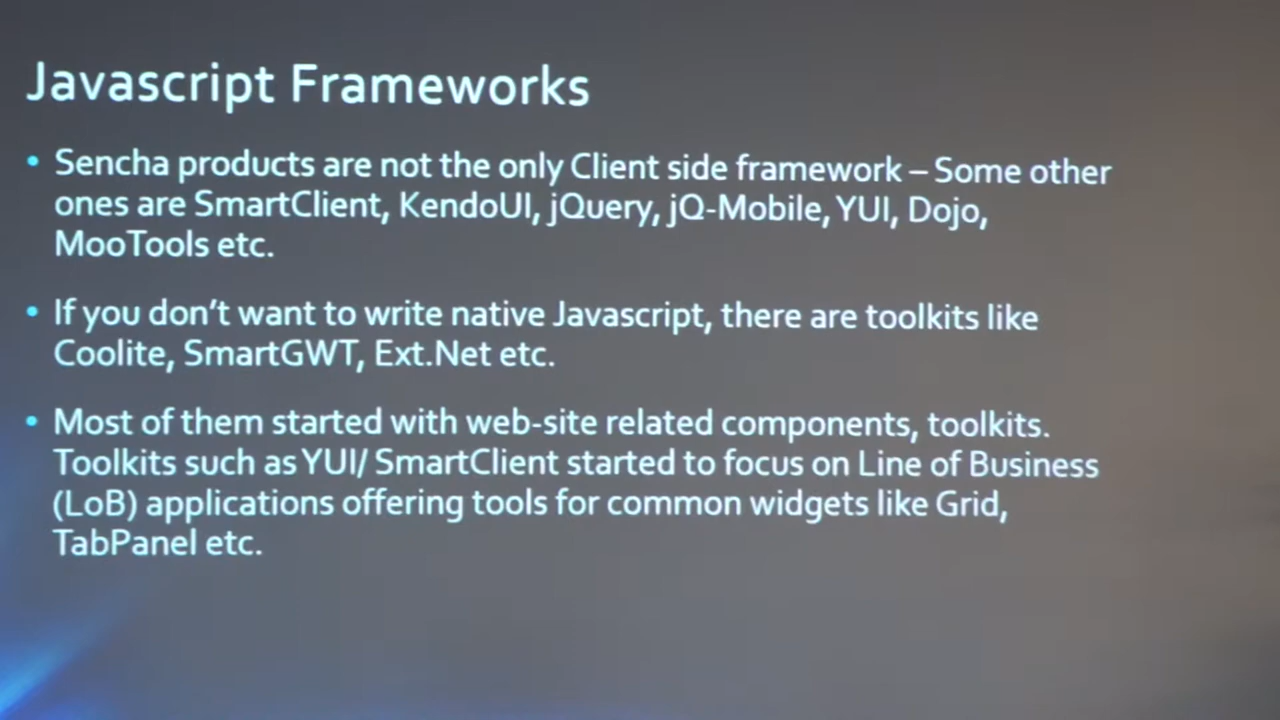 Javascript Frameworks
• Sencha products are not the only Client side framework – Some other
ones are SmartClient, KendoUI, jQuery, jQ-Mobile, YUI, Dojo,
MooTools etc.
• If you don't want to write native Javascript, there are toolkits like
Coolite, SmartGWT, Ext.Net etc.
• Most of them started with web-site related components, toolkits.
Toolkits such as YUI/ SmartClient started to focus on Line of Business
(LoB) applications offering tools for common widgets like Grid,
TabPanel etc.